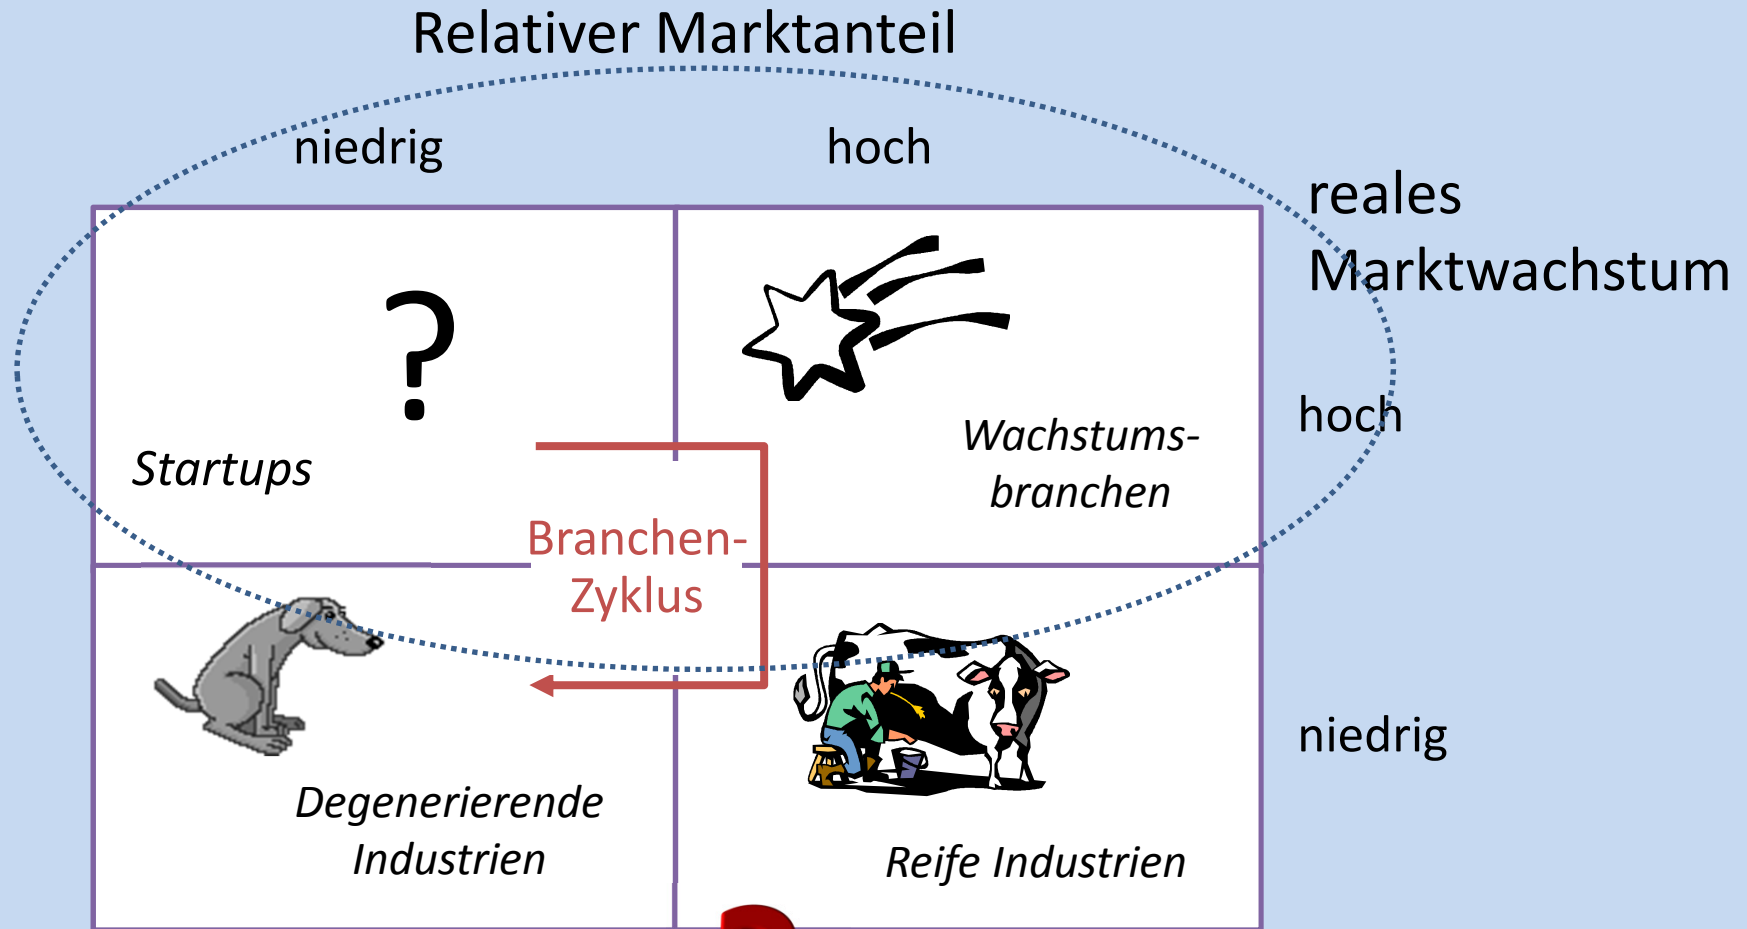 Relativer Marktanteil
niedrig
hoch
reales
Marktwachstum
?
hoch
Wachstums-
branchen
Startups
Branchen-
Zyklus
niedrig
Degenerierende
Industrien
Reife Industrien